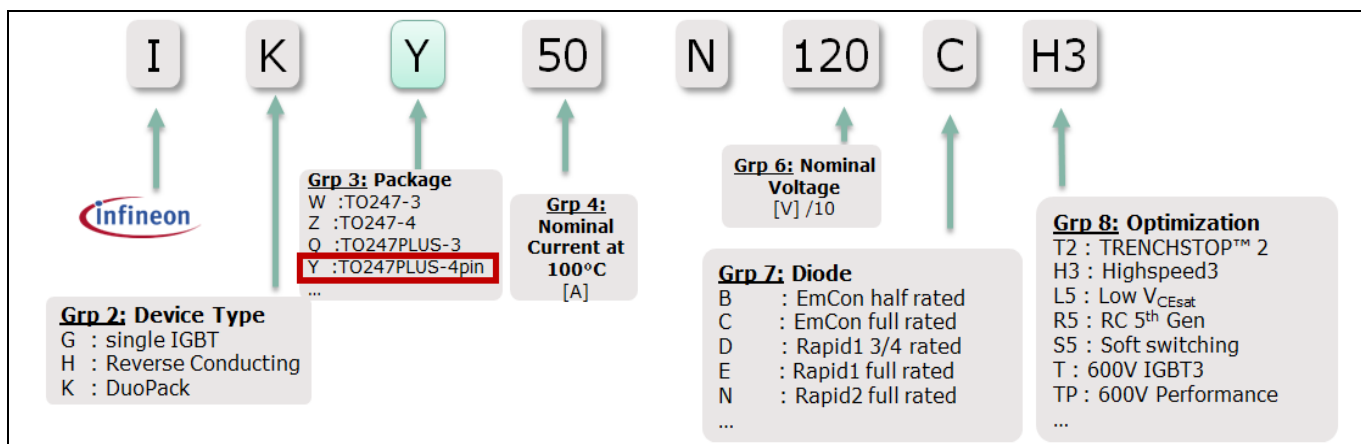 I K Y 50 N 120 C H3
infineon
Grp 2: Device Type
G : single IGBT
H : Reverse Conducting
K : DuoPack
Grp 3: Package
W :TO247-3
Z :TO247-4
Q :TO247PLUS-3
Y :TO247PLUS-4pin
...
Grp 4:
Nominal
Current at
100°C
[A]
Grp 6: Nominal
Voltage
[V] /10
Grp 7: Diode
B : EmCon half rated
C : EmCon full rated
D : Rapid1 3/4 rated
E : Rapid1 full rated
N : Rapid2 full rated
...
Grp 8: Optimization
T2 : TRENCHSTOP™ 2
H3 : Highspeed3
L5 : Low VCEsat
R5 : RC 5th Gen
S5 : Soft switching
T : 600V IGBT3
TP : 600V Performance
...